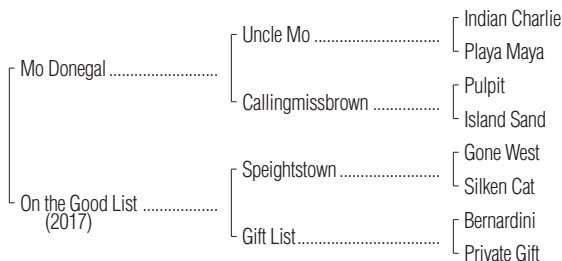 Indian Charlie
Uncle Mo ..................................
Playa Maya
Mo Donegal ........................
Pulpit
Callingmissbrown ..................
Island Sand
Gone West
Speightstown ...........................
Silken Cat
On the Good List .................
(2017)
Bernardini
Gift List......................................
Private Gift